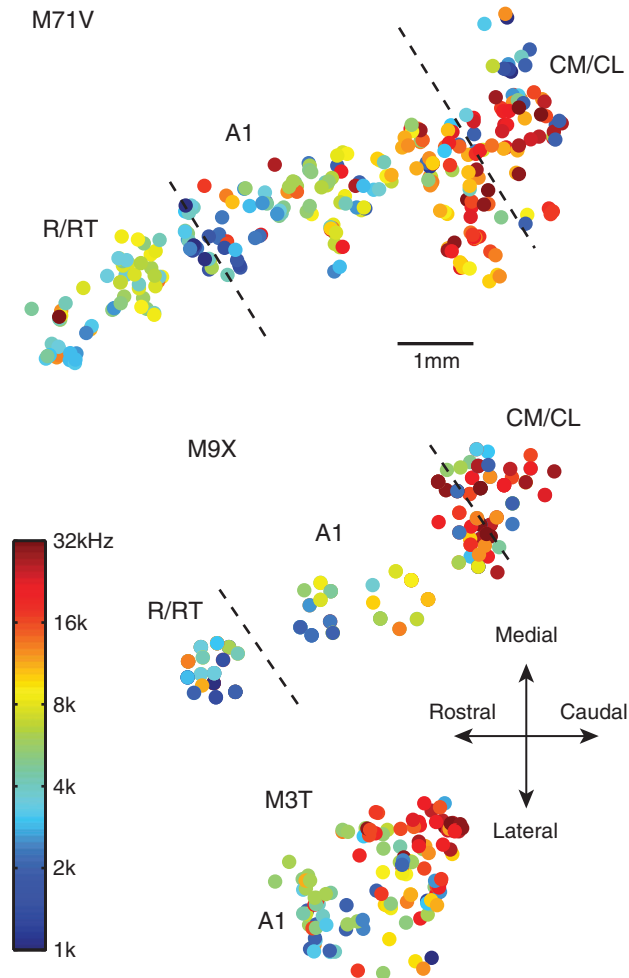 M71V
CM/CL
A1
R/RT
1mm
CM/CL
M9X
32kHz
A1
16k
R/RT
Medial
8k
Rostral
Caudal
4k
M3T
Lateral
2k
A1
1k